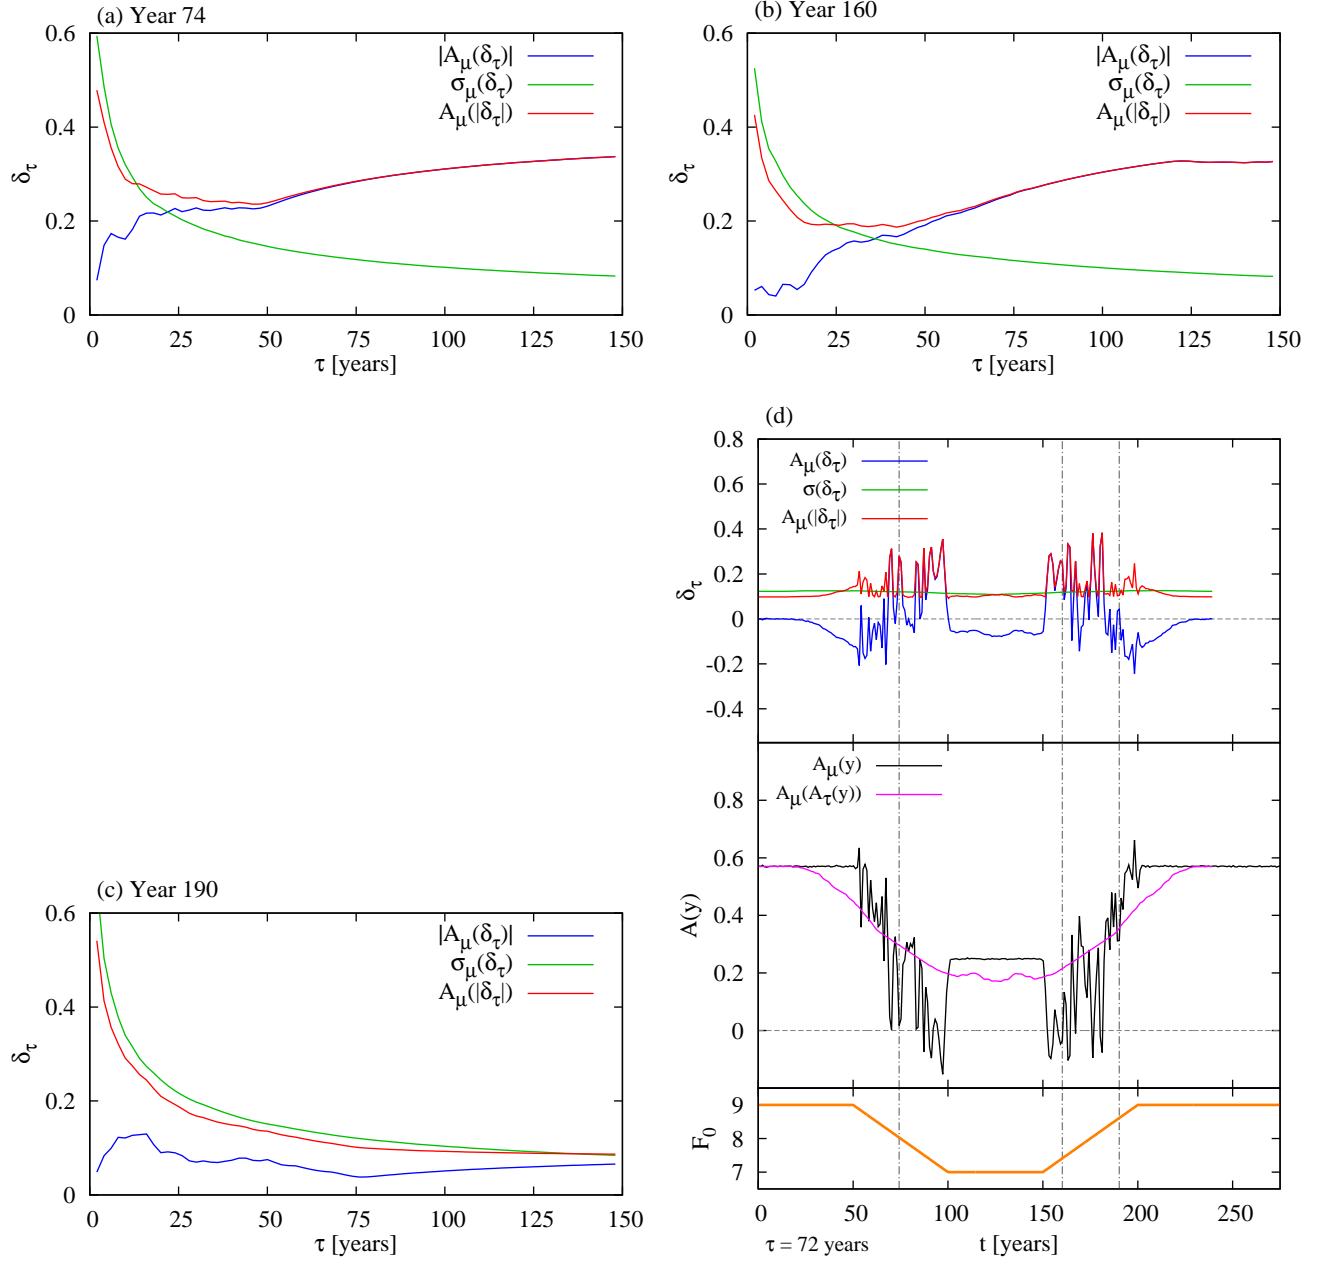 (a) Year 74
0.6
0.4
0.2
0
δτ
|Aμ(δτ)|
σμ(δτ)
Aμ(|δτ|)
0 25 50 75 100 125 150
τ [years]
(b) Year 160
0.6
0.4
0.2
0
δτ
|Aμ(δτ)|
σμ(δτ)
Aμ(|δτ|)
0 25 50 75 100 125 150
τ [years]
(c) Year 190
0.6
0.4
0.2
0
δτ
|Aμ(δτ)|
σμ(δτ)
Aμ(|δτ|)
0 25 50 75 100 125 150
τ [years]
(d)
0.8
0.6
0.4
0.2
0
-0.2
-0.4
δτ
Aμ(δτ)
σ(δτ)
Aμ(|δτ|)
0.8
0.6
0.4
0.2
0
A(y)
Aμ(y)
Aμ(Aτ(y))
9
8
7
F0
0 50 100 150 200 250
τ = 72 years
t [years]